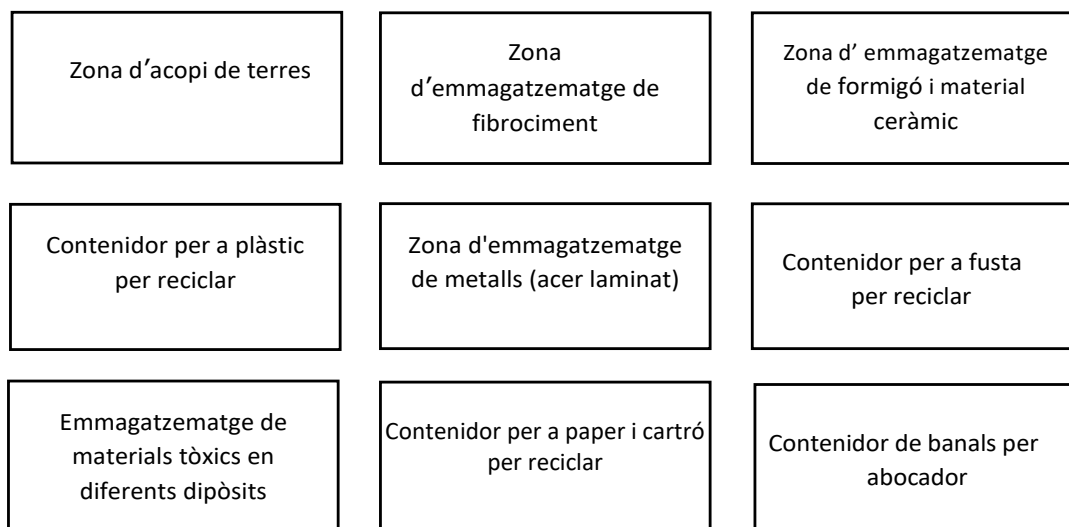 Zona d’acopi de terres
Zona
d’emmagatzematge de
fibrociment
Zona d’ emmagatzematge
de formigó i material
ceràmic
Contenidor per a plàstic
per reciclar
Zona d'emmagatzematge
de metalls (acer laminat)
Contenidor per a fusta
per reciclar
Emmagatzematge de
materials tòxics en
diferents dipòsits
Contenidor per a paper i cartró
per reciclar
Contenidor de banals per
abocador